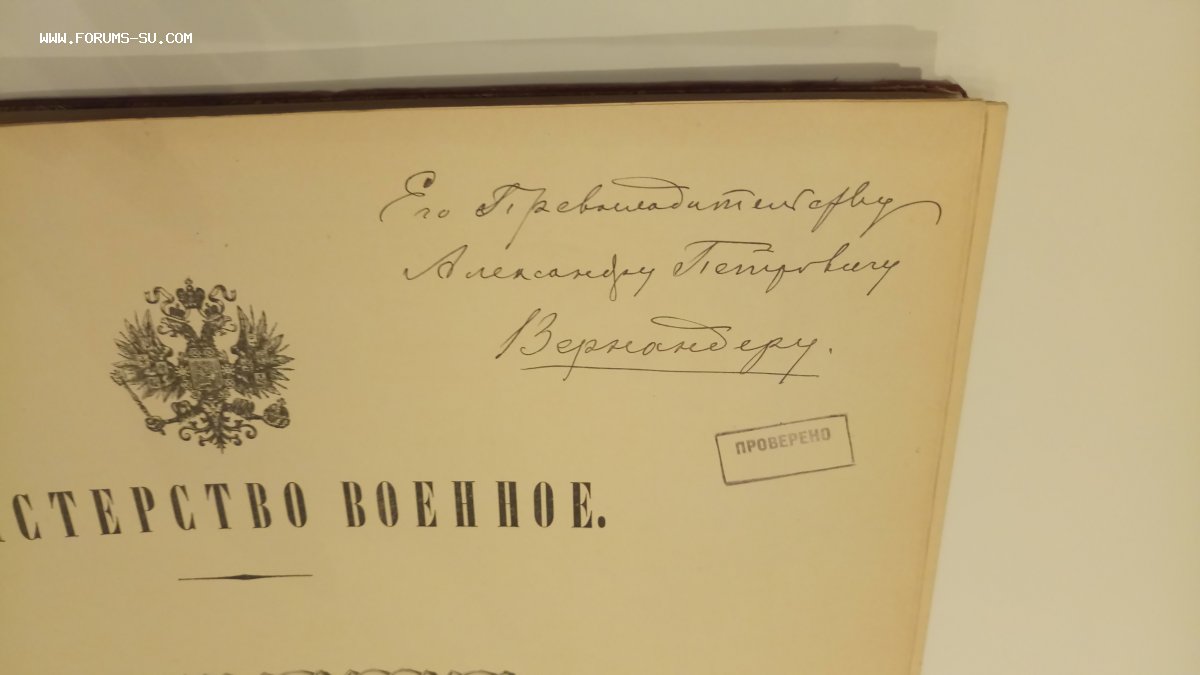 WWW.FORUMS-SU.COM
Его Превосходительству
Александру Петровичу
Вернандеру.
ПРОВЕРЕНО
СТЕРСТВО ВОЕННОЕ.